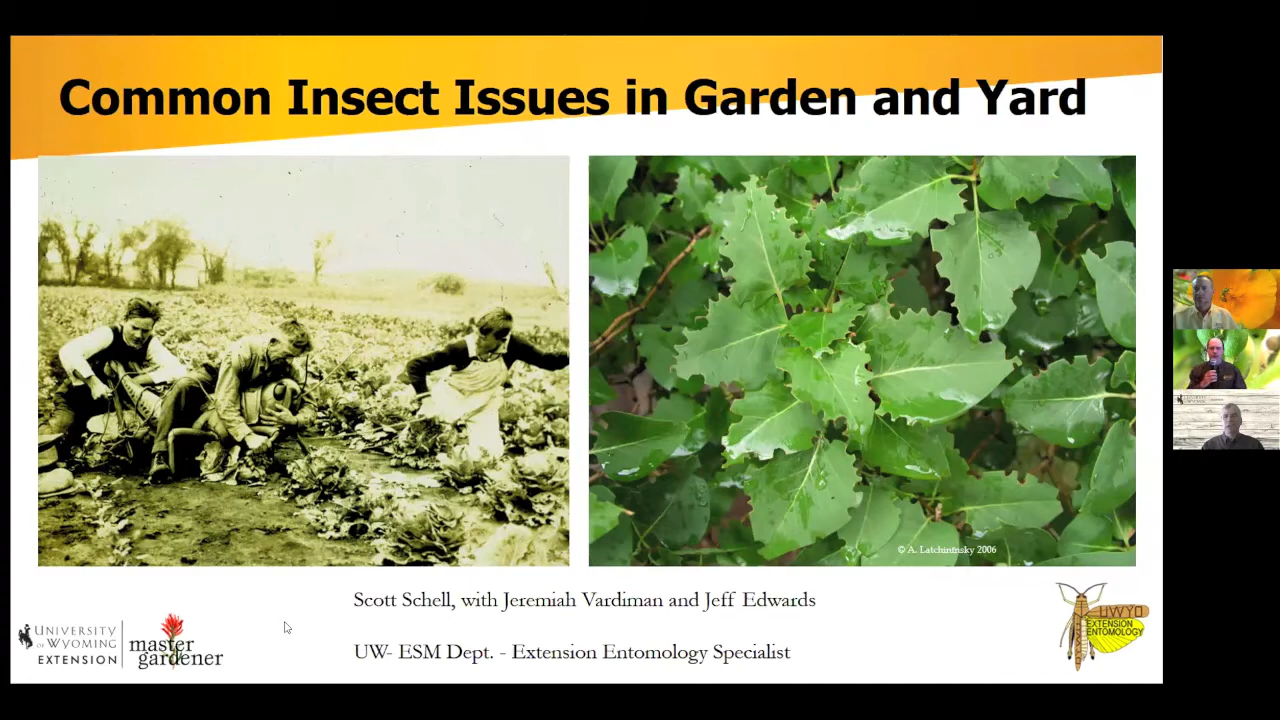 Common Insect Issues in Garden and Yard
© A. Latchininsky 2006
Scott Schell, with Jeremiah Vardiman and Jeff Edwards
UW- ESM Dept. - Extension Entomology Specialist
UNIVERSITY
OF WYOMING
EXTENSION
master
gardener
UWYO
EXTENSION
ENTOMOLOGY